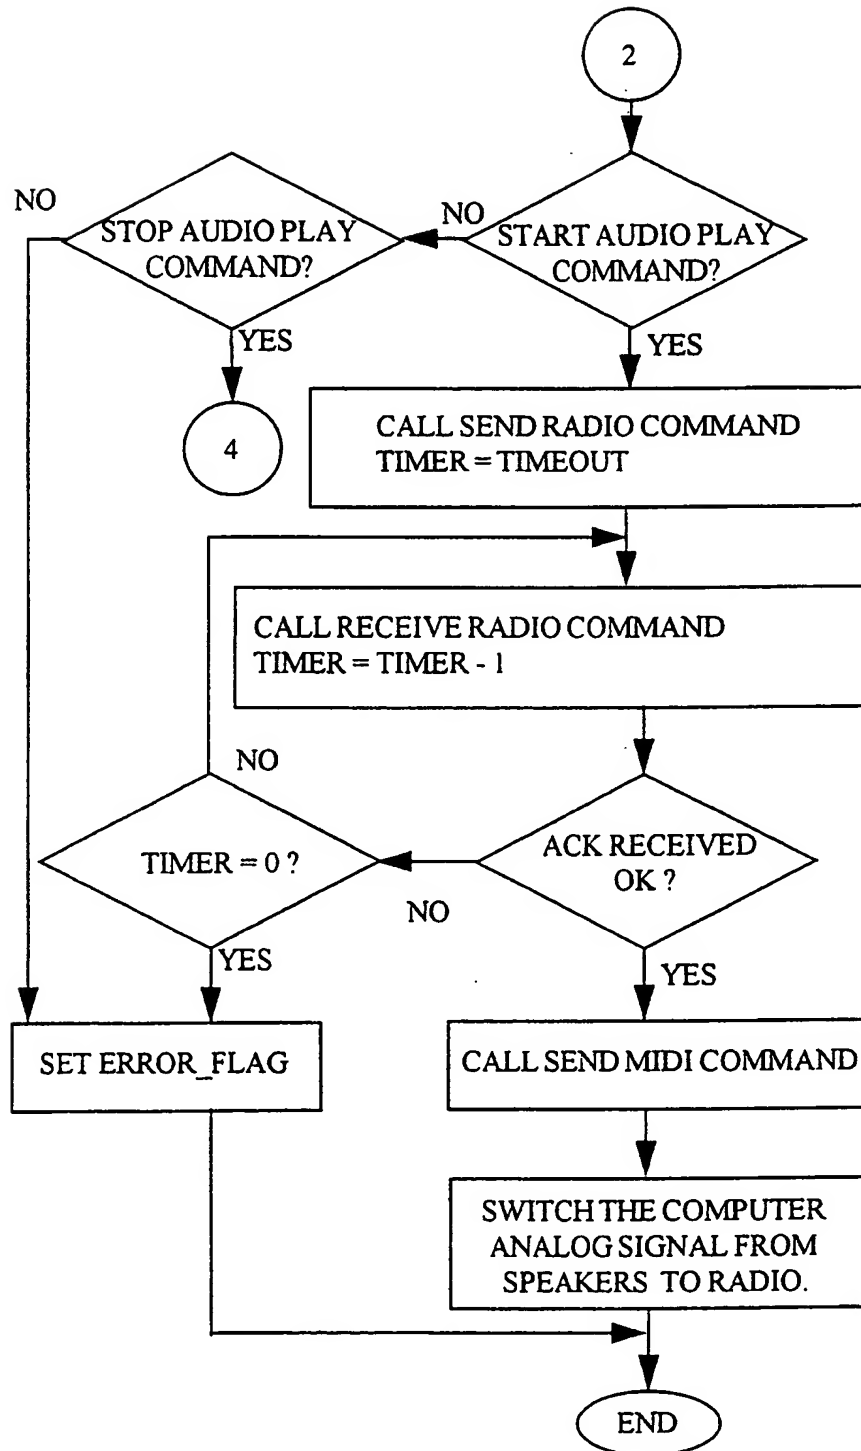 2
NO
STOP AUDIO PLAY
COMMAND?
NO
START AUDIO PLAY
COMMAND?
YES
YES
4
CALL SEND RADIO COMMAND
TIMER = TIMEOUT
CALL RECEIVE RADIO COMMAND
TIMER = TIMER - 1
NO
TIMER = 0 ?
ACK RECEIVED
OK ?
NO
YES
YES
SET ERROR_FLAG
CALL SEND MIDI COMMAND
SWITCH THE COMPUTER
ANALOG SIGNAL FROM
SPEAKERS TO RADIO.
END